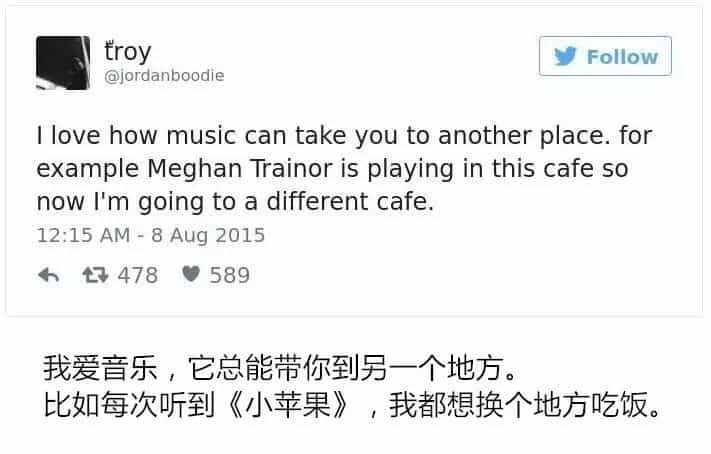 troy
@jordanboodie
Follow
I love how music can take you to another place. for
example Meghan Trainor is playing in this cafe so
now I'm going to a different cafe.
12:15 AM - 8 Aug 2015
478 589
我爱音乐，它总能带你到另一个地方。
比如每次听到《小苹果》，我都想换个地方吃饭。